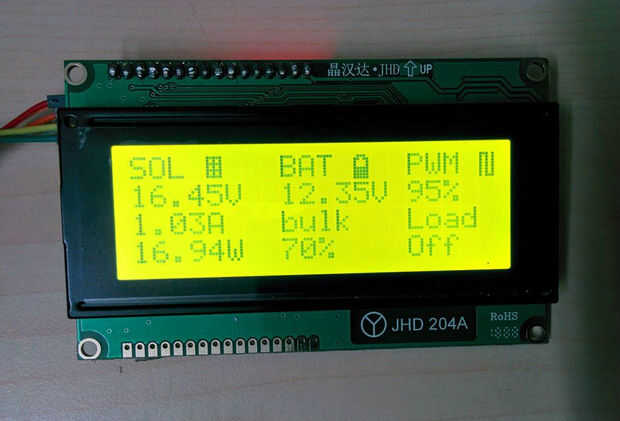 晶汉达·JHD UP
SOL BAT PWM
16.45V 12.35V 95%
1.03A bulk Load
16.94W 70% Off
JHD 204A
RoHS